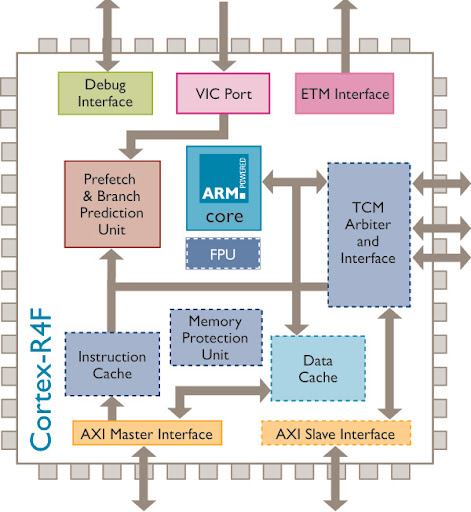 Debug
Interface
VIC Port
ETM Interface
Prefetch
& Branch
Prediction
Unit
ARM
POWERED
core
FPU
TCM
Arbiter
and
Interface
Instruction
Cache
Memory
Protection
Unit
Data
Cache
AXI Master Interface
AXI Slave Interface
Cortex-R4F